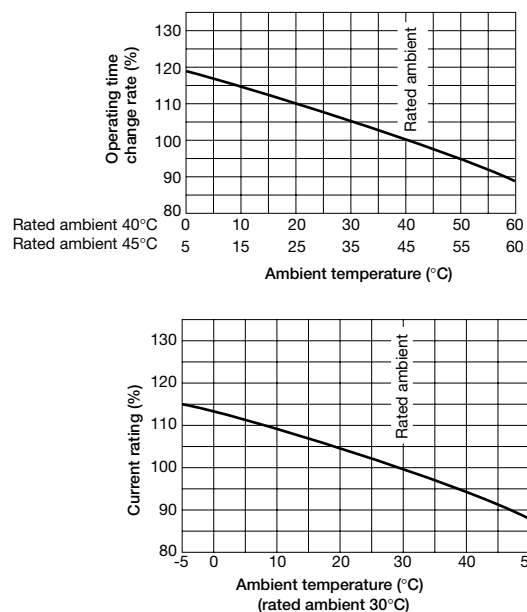 Operating time
change rate (%)
130
120
110
100
90
80
Rated ambient
Rated ambient 40°C 0 10 20 30 40 50 60
Rated ambient 45°C 5 15 25 35 45 55 60
Ambient temperature (°C)
Current rating (%)
130
120
110
100
90
80
Rated ambient
-5 0 10 20 30 40 5
Ambient temperature (°C)
(rated ambient 30°C)